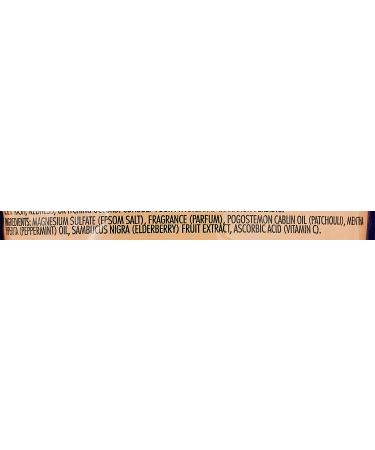 INGREDIENTS: MAGNESIUM SULFATE (EPSOM SALT), FRAGRANCE (PARFUM), POGOSTEMON CABLIN OIL (PATCHOULI), MENTHA
PIPERITA (PEPPERMINT) OIL, SAMBUCUS NIGRA (ELDERBERRY) FRUIT EXTRACT, ASCORBIC ACID (VITAMIN C).